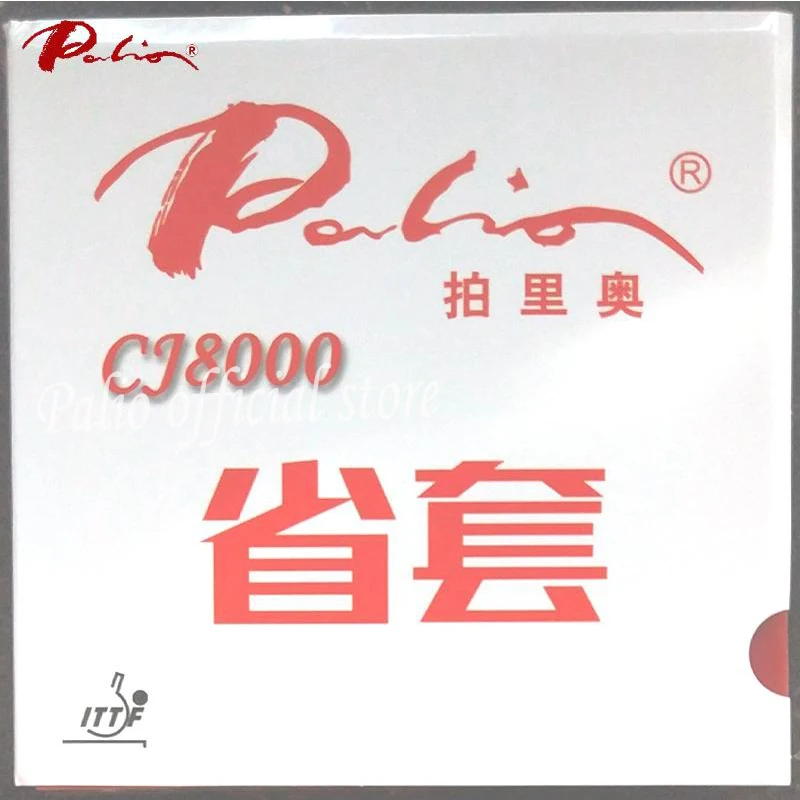 Palio®
Palio®
拍里奥
CJ8000
Palio official store
省套
ITTF